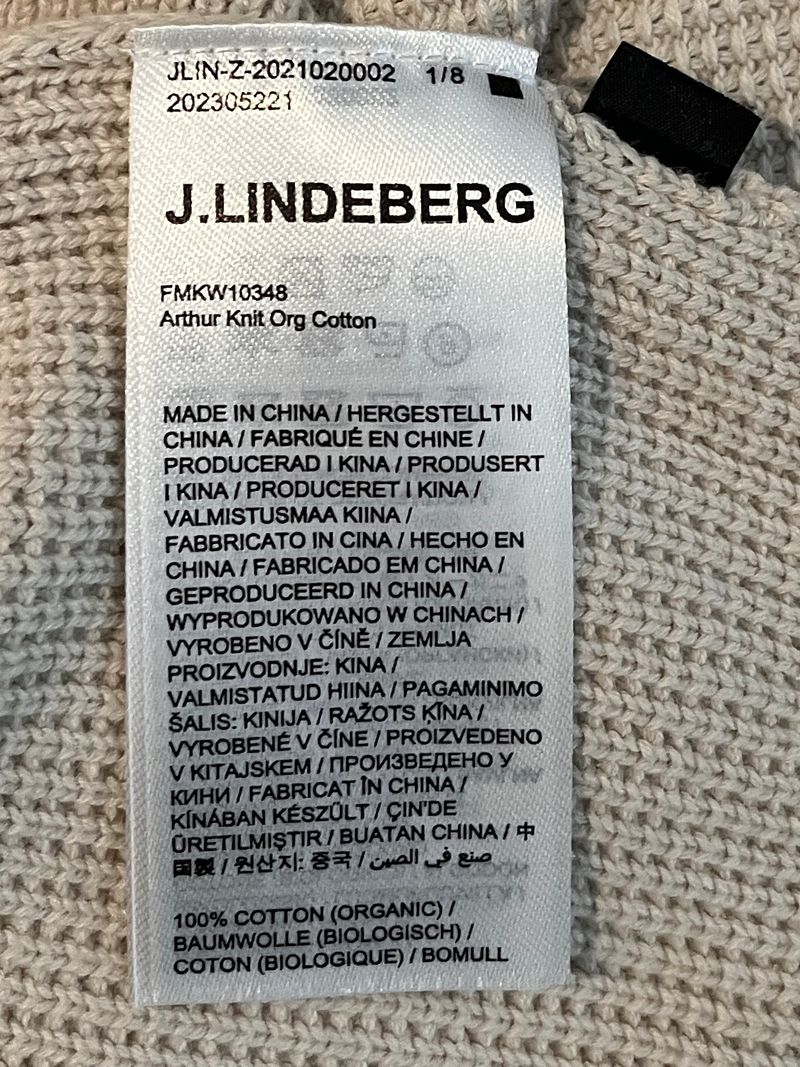 JLIN-Z-2021020002 1/8
202305221
J.LINDEBERG
FMKW10348
Arthur Knit Org Cotton
MADE IN CHINA / HERGESTELLT IN
CHINA / FABRIQUÉ EN CHINE /
PRODUCERAD I KINA / PRODUSERT
I KINA / PRODUCERET I KINA /
VALMISTUSMAA KIINA /
FABBRICATO IN CINA / HECHO EN
CHINA / FABRICADO EM CHINA /
GEPRODUCEERD IN CHINA /
WYPRODUKOWANO W CHINACH /
VYROBENO V ČÍNĚ / ZEMLJA
PROIZVODNJE: KINA /
VALMISTATUD HIINA / PAGAMINIMO
ŠALIS: KINIJA / RAŽOTS ĶĪNA /
VYROBENÉ V ČÍNE / PROIZVEDENO
V KITAJSKEM / ПРОИЗВЕДЕНО У
КИНИ / FABRICAT ÎN CHINA /
KÍNÁBAN KÉSZÜLT / ÇIN'DE
ÜRETILMIŞTIR / BUATAN CHINA / 中
国製 / 원산지: 중국 / صنع في الصين
100% COTTON (ORGANIC) /
BAUMWOLLE (BIOLOGISCH) /
COTON (BIOLOGIQUE) / BOMULL